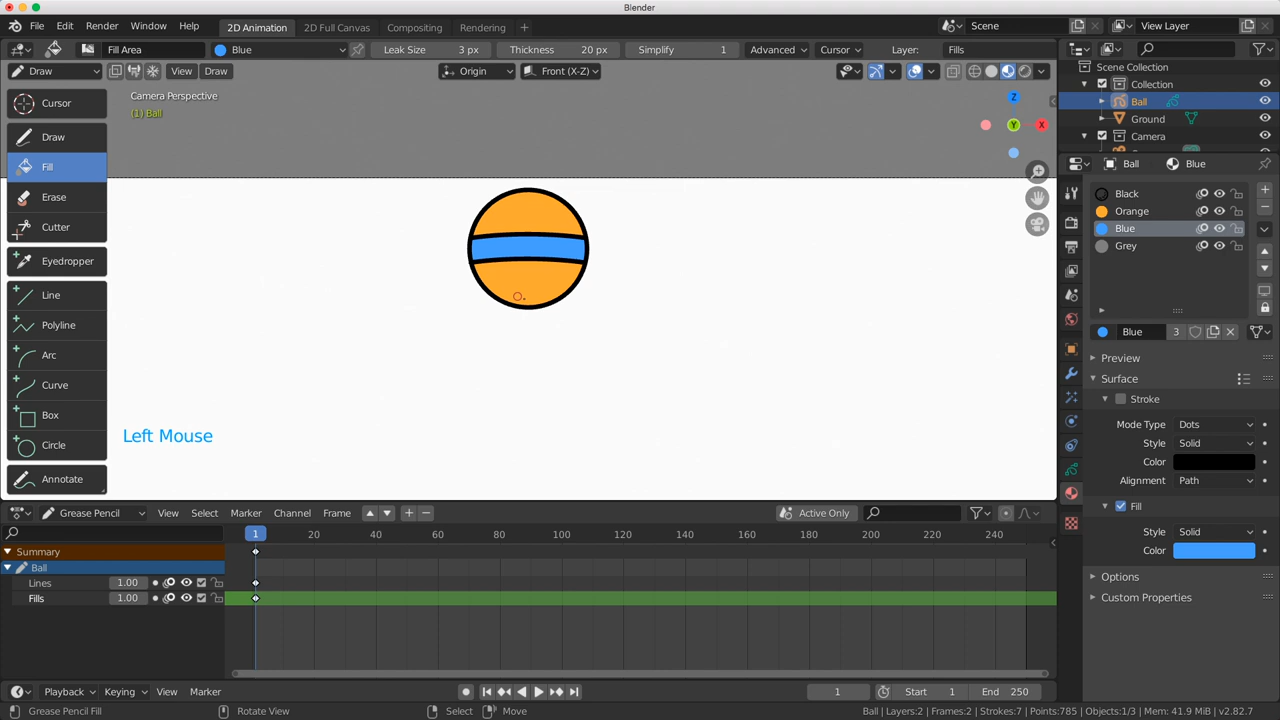 Blender
File Edit Render Window Help 2D Animation 2D Full Canvas Compositing Rendering + Scene View Layer
Fill Area Blue Leak Size 3 px Thickness 20 px Simplify 1 Advanced Cursor Layer: Fills
Draw View Draw Origin Front (X-Z)
Scene Collection
Collection
Ball
Ground
Camera
Camera Perspective
(1) Ball
Z
Y
X
Cursor
Draw
Fill
Erase
Cutter
Eyedropper
Line
Polyline
Arc
Curve
Box
Circle
Annotate
Left Mouse
Ball Blue
Black
Orange
Blue
Grey
Blue 3
Preview
Surface
Stroke
Mode Type Dots
Style Solid
Color
Alignment Path
Fill
Style Solid
Color
Options
Custom Properties
Grease Pencil View Select Marker Channel Frame Active Only
1 20 40 60 80 100 120 140 160 180 200 220 240
Summary
Ball
Lines 1.00
Fills 1.00
Playback Keying View Marker 1 Start 1 End 250
Grease Pencil Fill Rotate View Select Move Ball | Layers:2 | Frames:2 | Strokes:7 | Points:785 | Objects:1/3 | Mem: 41.9 MiB | v2.82.7